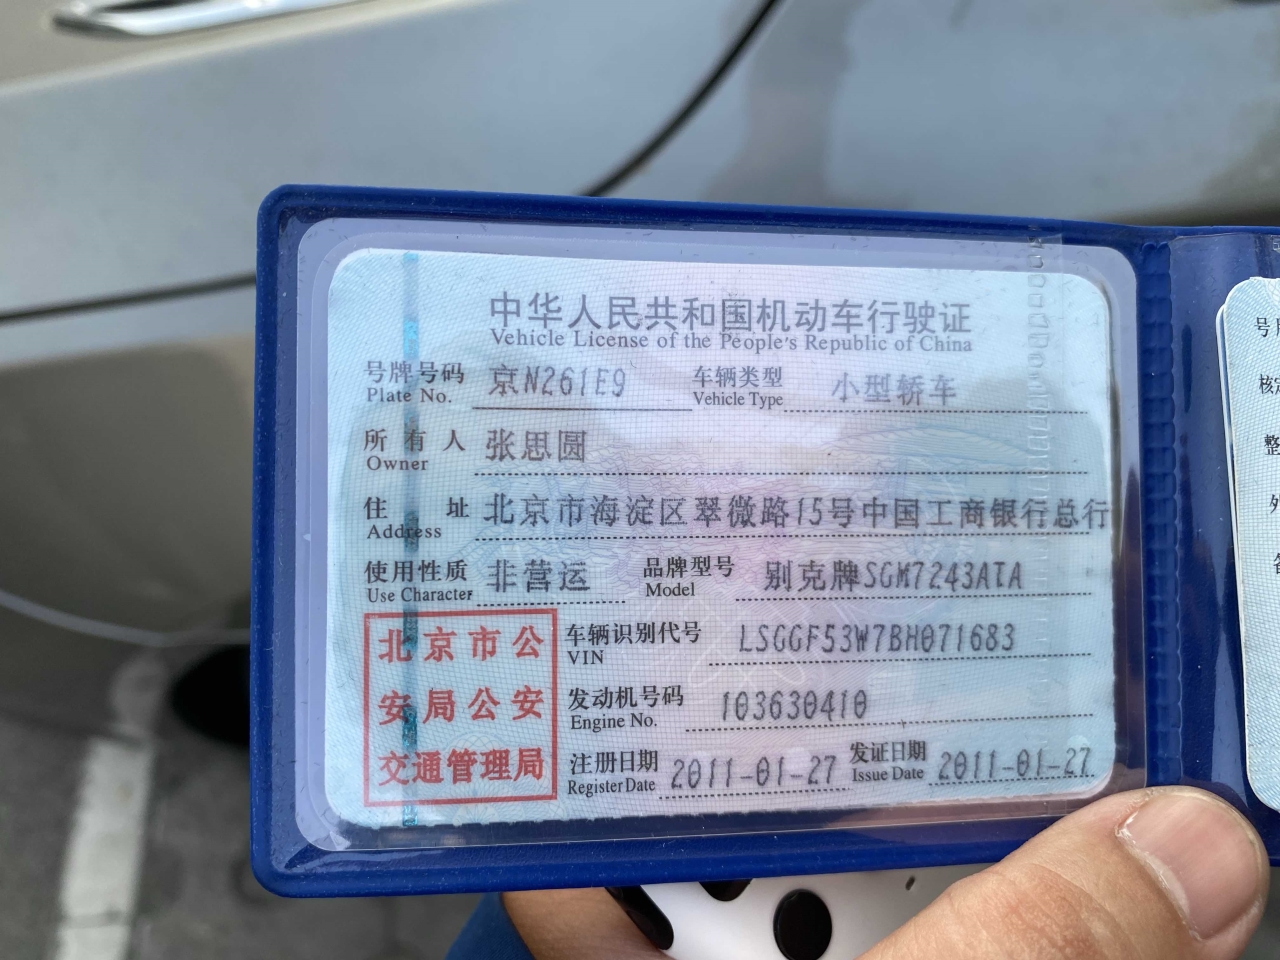 中华人民共和国机动车行驶证
Vehicle License of the People's Republic of China
号牌号码 京N261E9 车辆类型 小型轿车
Plate No. Vehicle Type
所有人 张思圆
Owner
住址 北京市海淀区翠微路15号中国工商银行总行
Address
使用性质 非营运 品牌型号 别克牌SGM7243ATA
Use Character Model
北京市公
安局公安
交通管理局
车辆识别代号 LSGGF53W7BH071683
VIN
发动机号码 103630410
Engine No.
注册日期 2011-01-27 发证日期 2011-01-27
Register Date Issue Date
号
核定
整
外